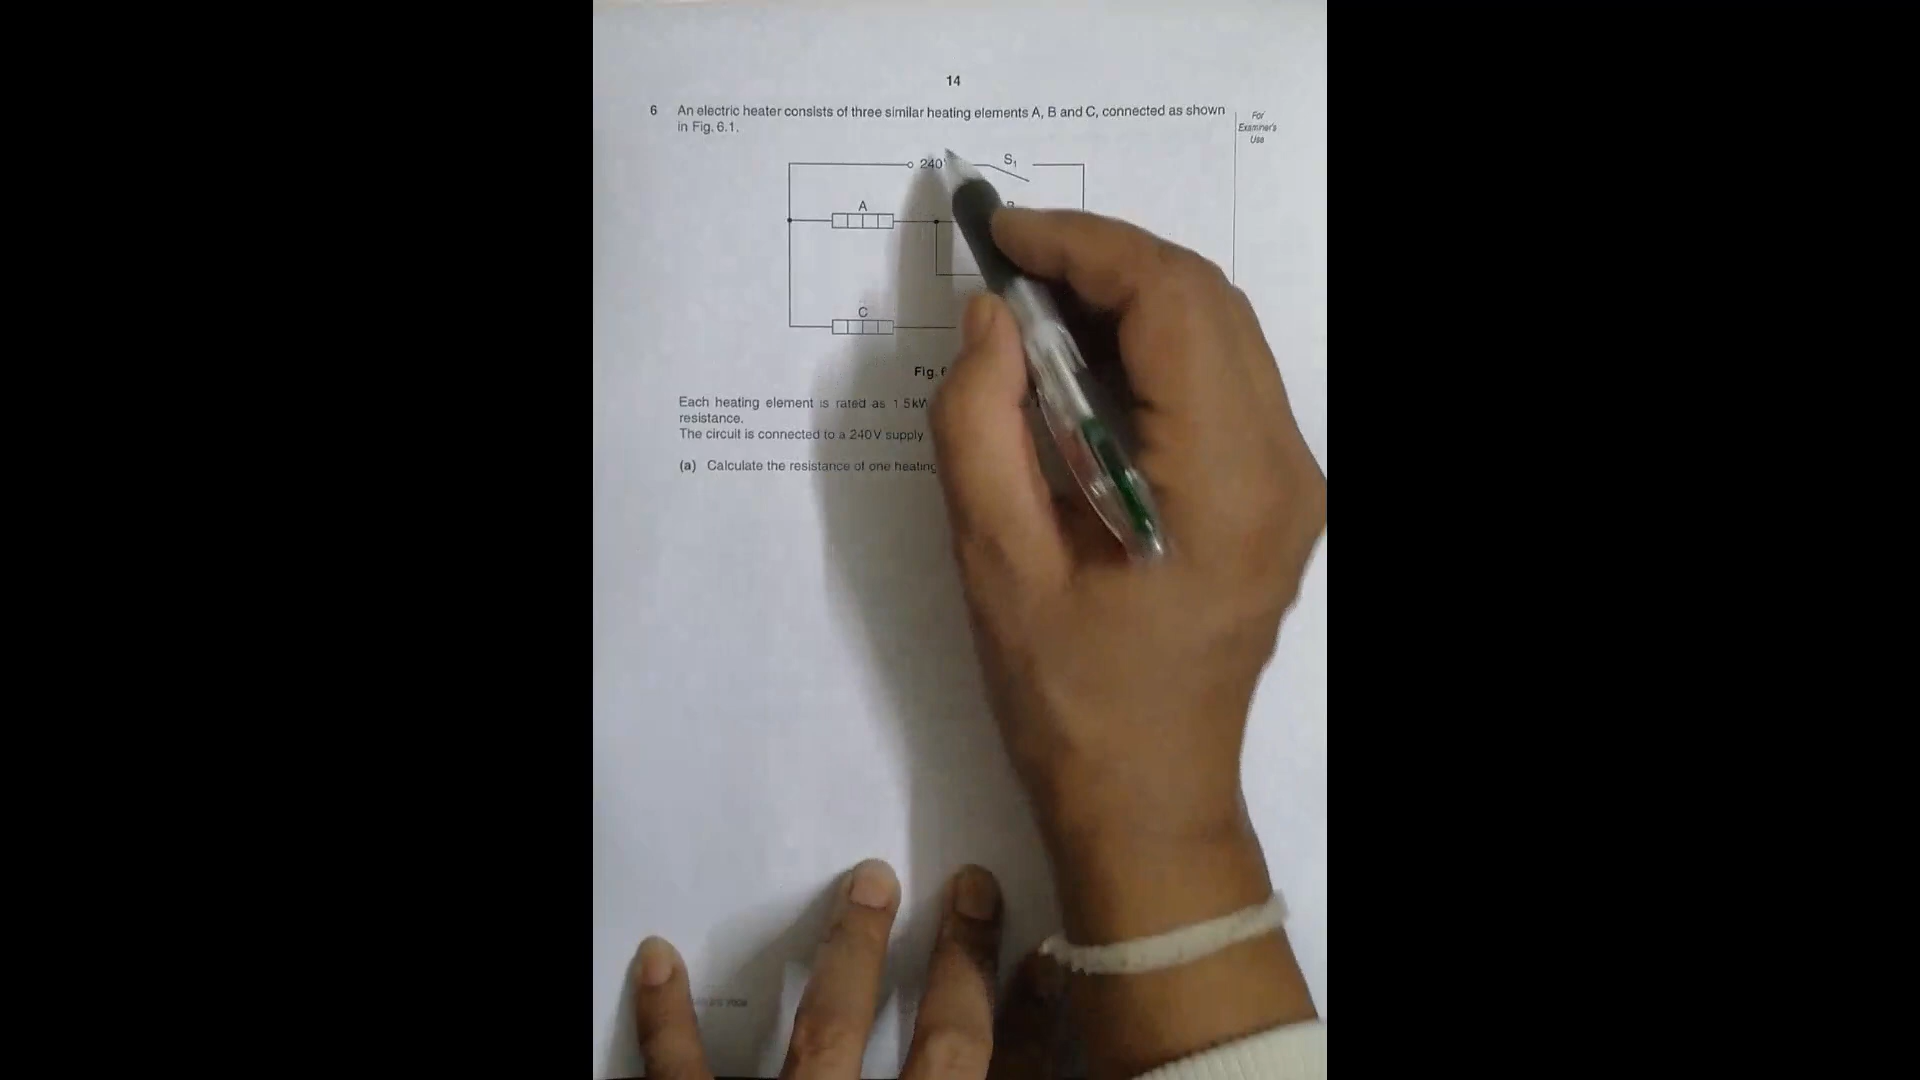 14
6 An electric heater consists of three similar heating elements A, B and C, connected as shown
in Fig. 6.1.
For
Examiner's
Use
240
S1
A
B
C
Fig.
Each heating element is rated as 1.5kW
resistance.
The circuit is connected to a 240V supply
(a) Calculate the resistance of one heating